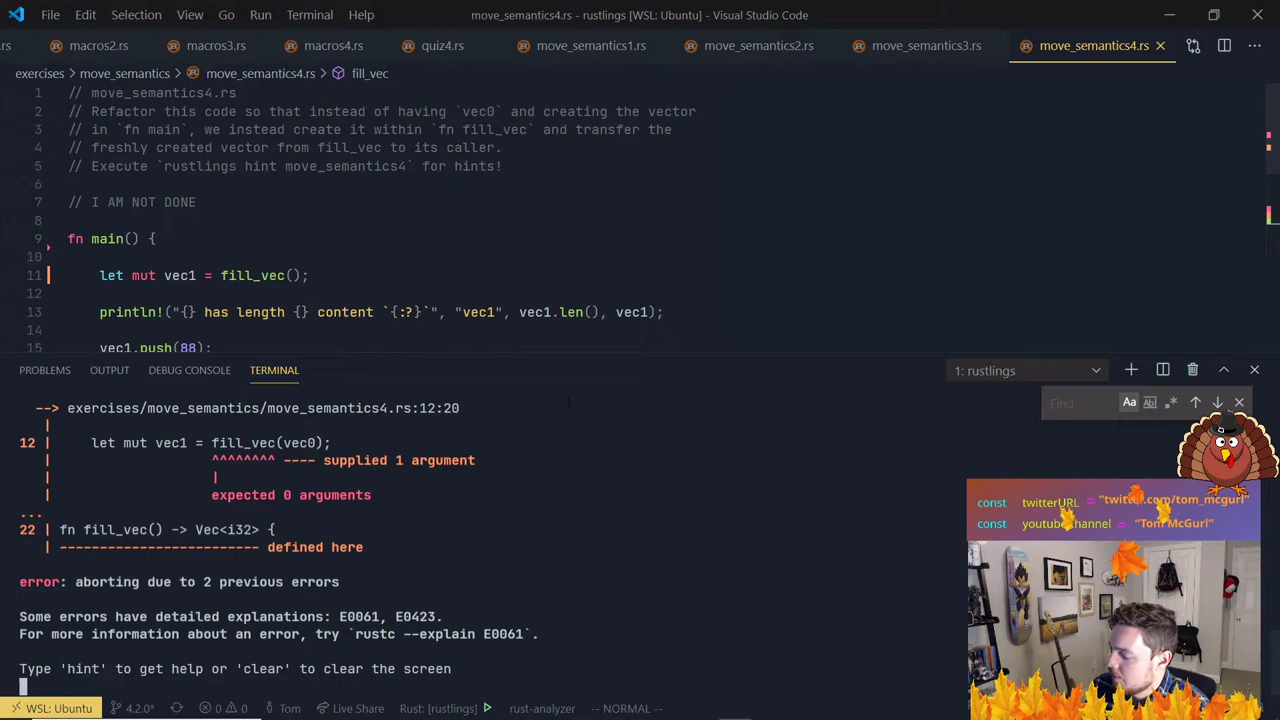 File Edit Selection View Go Run Terminal Help move_semantics4.rs - rustlings [WSL: Ubuntu] - Visual Studio Code
.rs macros2.rs macros3.rs macros4.rs quiz4.rs move_semantics1.rs move_semantics2.rs move_semantics3.rs move_semantics4.rs
exercises > move_semantics > move_semantics4.rs > fill_vec
1 // move_semantics4.rs
2 // Refactor this code so that instead of having `vec0` and creating the vector
3 // in `fn main`, we instead create it within `fn fill_vec` and transfer the
4 // freshly created vector from fill_vec to its caller.
5 // Execute `rustlings hint move_semantics4` for hints!
6
7 // I AM NOT DONE
8
9 fn main() {
10
11 let mut vec1 = fill_vec();
12
13 println!("{} has length {} content `{:?}`", "vec1", vec1.len(), vec1);
14
15 vec1.push(88);
PROBLEMS OUTPUT DEBUG CONSOLE TERMINAL 1: rustlings
Find Aa Abl
--> exercises/move_semantics/move_semantics4.rs:12:20
|
12 | let mut vec1 = fill_vec(vec0);
| ^^^^^^^^ ---- supplied 1 argument
| |
| expected 0 arguments
...
22 | fn fill_vec() -> Vec<i32> {
| ------------------------- defined here
error: aborting due to 2 previous errors
Some errors have detailed explanations: E0061, E0423.
For more information about an error, try `rustc --explain E0061`.
Type 'hint' to get help or 'clear' to clear the screen
const twitterURL = "twitter.com/tom_mcgurl"
const youtubeChannel = "Tom McGurl"
WSL: Ubuntu 4.2.0* 0 0 Tom Live Share Rust: [rustlings] rust-analyzer -- NORMAL --